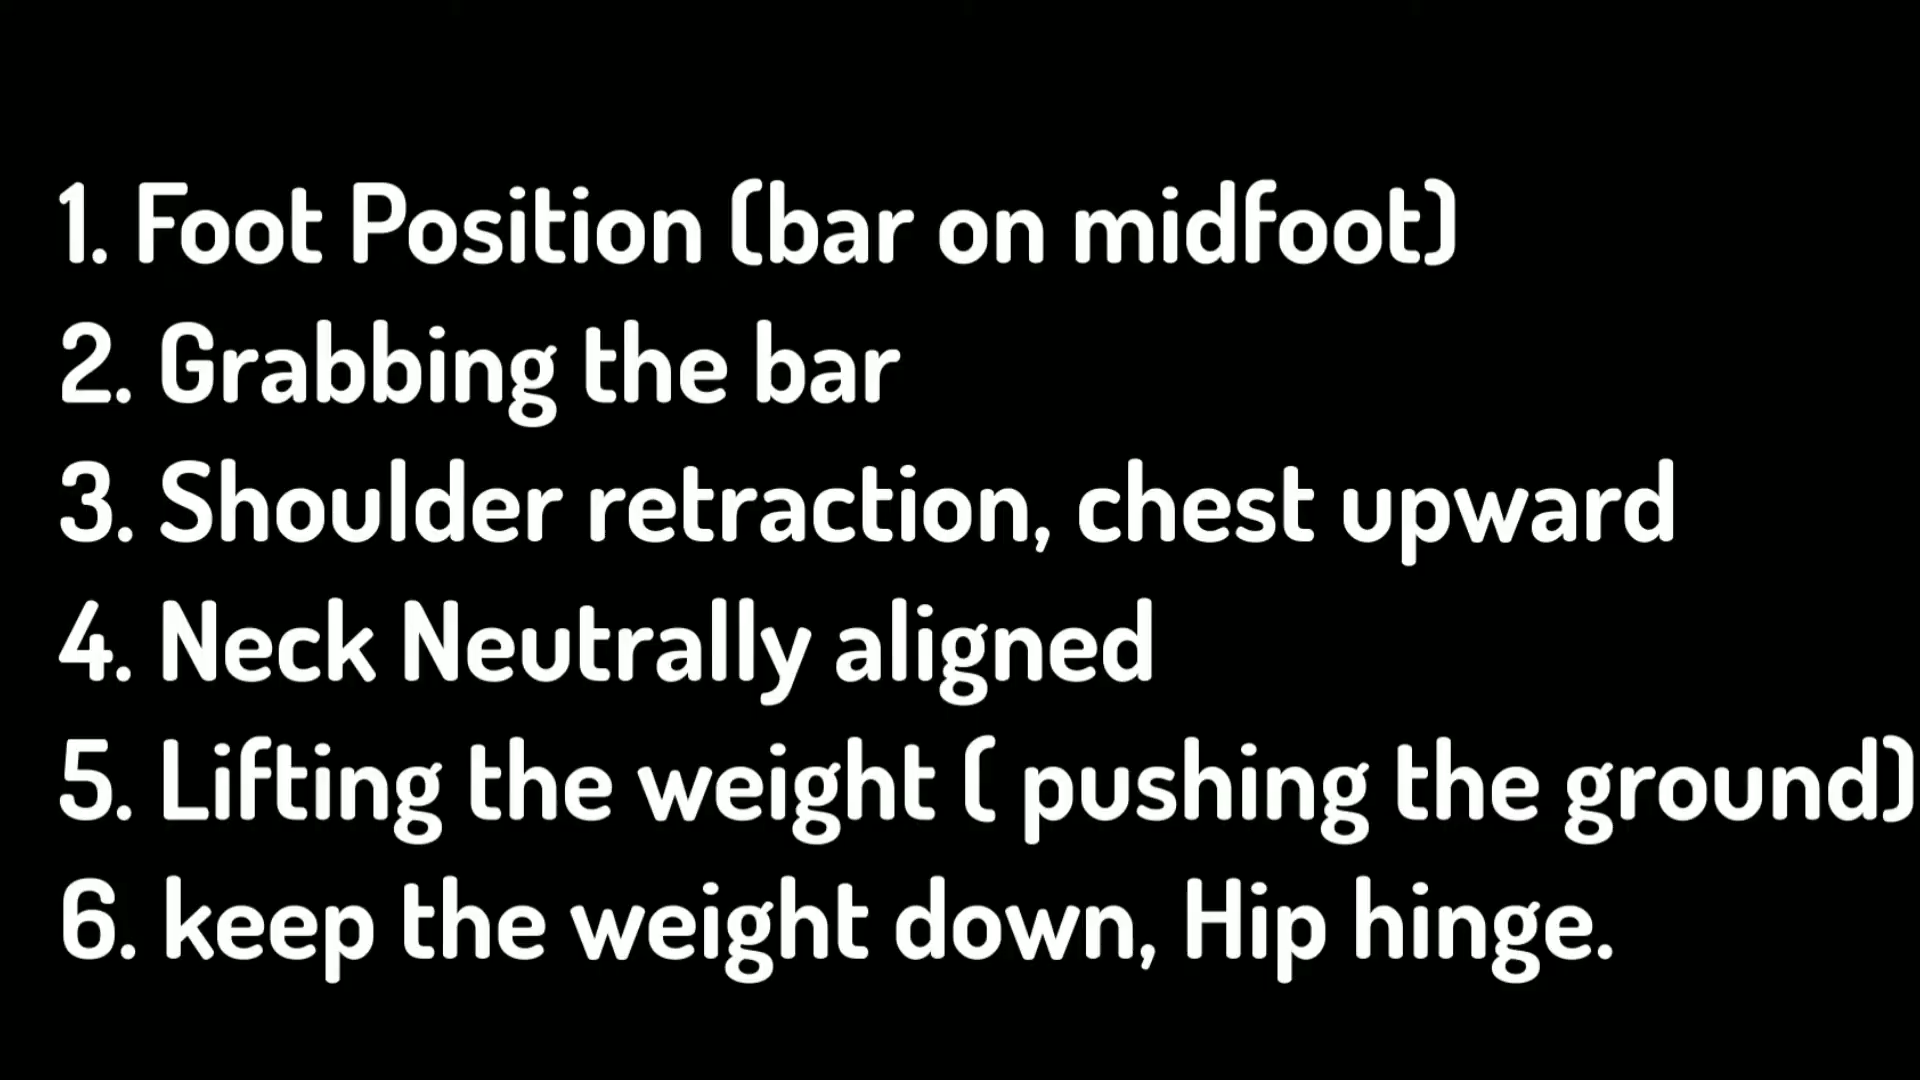 1. Foot Position (bar on midfoot)
2. Grabbing the bar
3. Shoulder retraction, chest upward
4. Neck Neutrally aligned
5. Lifting the weight ( pushing the ground)
6. keep the weight down, Hip hinge.